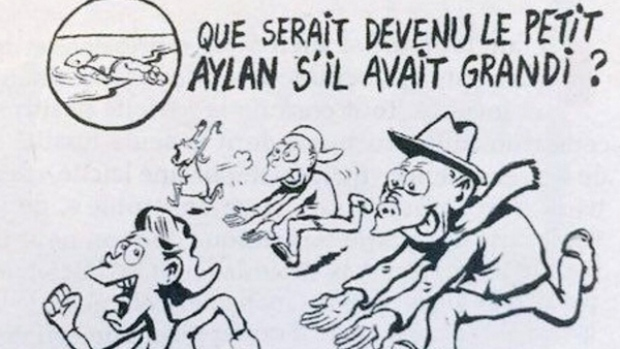 QUE SERAIT DEVENU LE PETIT
AYLAN S'IL AVAIT GRANDI ?